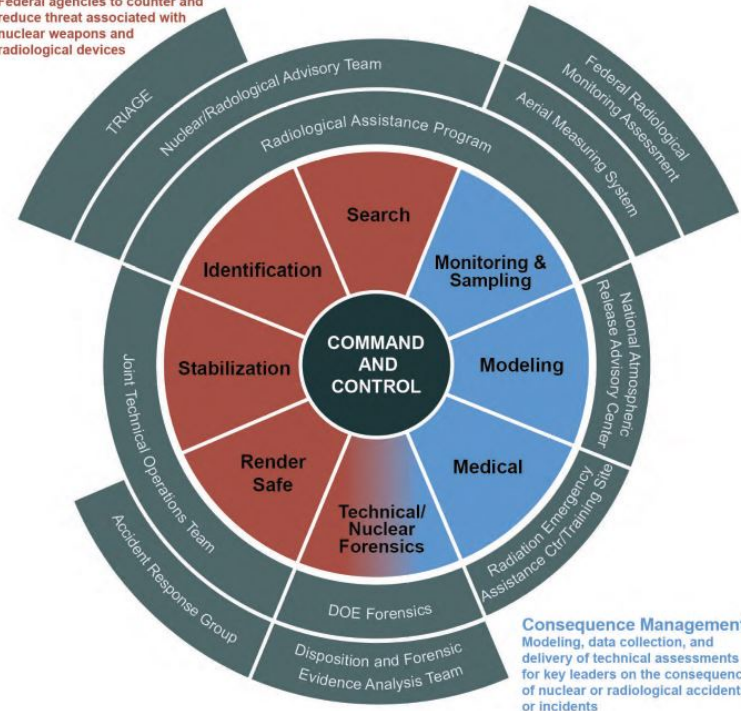 Federal agencies to counter and
reduce threat associated with
nuclear weapons and
radiological devices
TRIAGE
Nuclear/Radological Advisory Team
Radiological Assistance Program
Federal Radiological
Monitoring Assessment
Aerial Measuring System
Search
Identification
Monitoring &
Sampling
Stabilization
COMMAND
AND
CONTROL
Modeling
National Atmospheric
Release Advisory Center
Render
Safe
Technical/
Nuclear
Forensics
Medical
Joint Technical Operations Team
Radiation Emergency
Assistance Ctr/Training Site
Accident Response Group
DOE Forensics
Disposition and Forensic
Evidence Analysis Team
Consequence Management
Modeling, data collection, and
delivery of technical assessments
for key leaders on the consequenc
of nuclear or radiological accident
or incidents